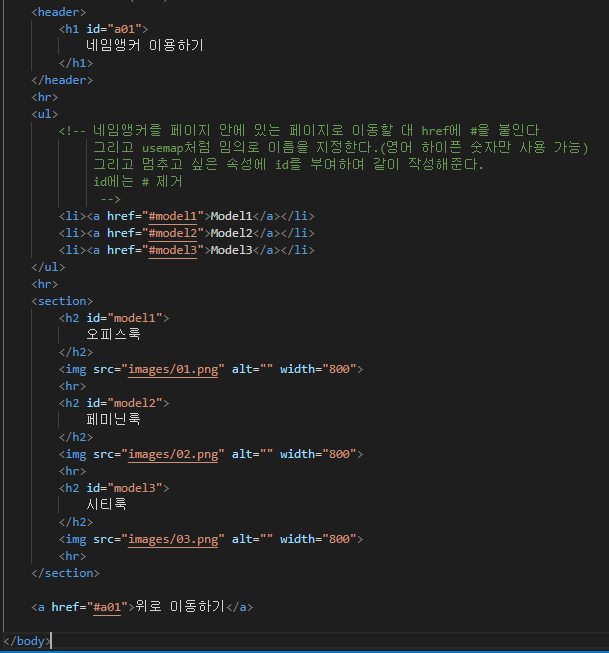 <header>
<h1 id="a01">
네임앵커 이용하기
</h1>
</header>
<hr>
<ul>
<!-- 네임앵커를 페이지 안에 있는 페이지로 이동할 대 href에 #을 붙인다
그리고 usemap처럼 임의로 이름을 지정한다.(영어 하이픈 숫자만 사용 가능)
그리고 멈추고 싶은 속성에 id를 부여하여 같이 작성해준다.
id에는 # 제거
-->
<li><a href="#model1">Model1</a></li>
<li><a href="#model2">Model2</a></li>
<li><a href="#model3">Model3</a></li>
</ul>
<hr>
<section>
<h2 id="model1">
오피스룩
</h2>
<img src="images/01.png" alt="" width="800">
<hr>
<h2 id="model2">
페미닌룩
</h2>
<img src="images/02.png" alt="" width="800">
<hr>
<h2 id="model3">
시티룩
</h2>
<img src="images/03.png" alt="" width="800">
<hr>
</section>
<a href="#a01">위로 이동하기</a>
</body>